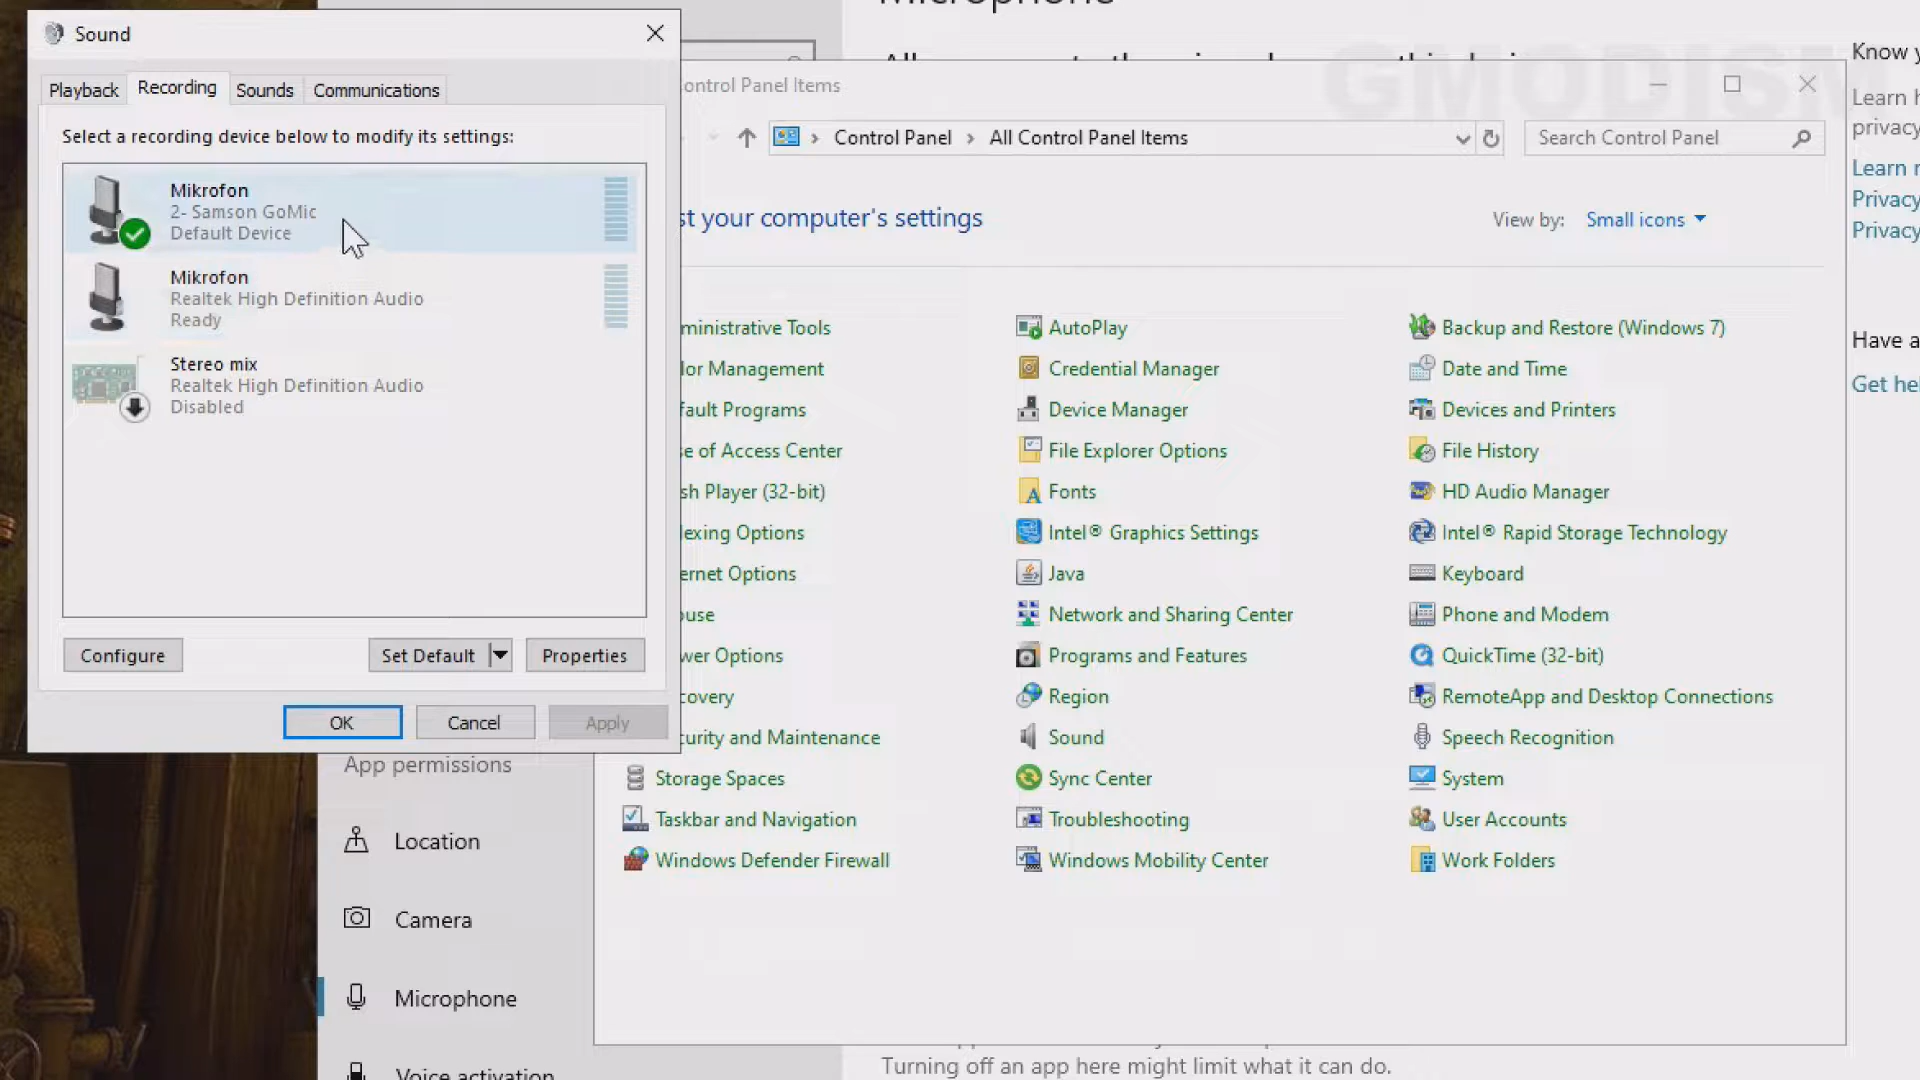 Sound
Playback
Recording
Sounds
Communications
Select a recording device below to modify its settings:
Mikrofon
2- Samson GoMic
Default Device
Mikrofon
Realtek High Definition Audio
Ready
Stereo mix
Realtek High Definition Audio
Disabled
Configure
Set Default
Properties
OK
Cancel
Apply
Microphone
GMODISM
ontrol Panel Items
Control Panel
All Control Panel Items
Search Control Panel
st your computer's settings
View by:
Small icons
ministrative Tools
AutoPlay
Backup and Restore (Windows 7)
lor Management
Credential Manager
Date and Time
fault Programs
Device Manager
Devices and Printers
se of Access Center
File Explorer Options
File History
sh Player (32-bit)
Fonts
HD Audio Manager
exing Options
Intel® Graphics Settings
Intel® Rapid Storage Technology
ernet Options
Java
Keyboard
ouse
Network and Sharing Center
Phone and Modem
wer Options
Programs and Features
QuickTime (32-bit)
covery
Region
RemoteApp and Desktop Connections
curity and Maintenance
Sound
Speech Recognition
Storage Spaces
Sync Center
System
Taskbar and Navigation
Troubleshooting
User Accounts
Windows Defender Firewall
Windows Mobility Center
Work Folders
Know y
Learn h
privacy
Learn r
Privacy
Privacy
Have a
Get hel
App permissions
Location
Camera
Microphone
Voice activation
Turning off an app here might limit what it can do.